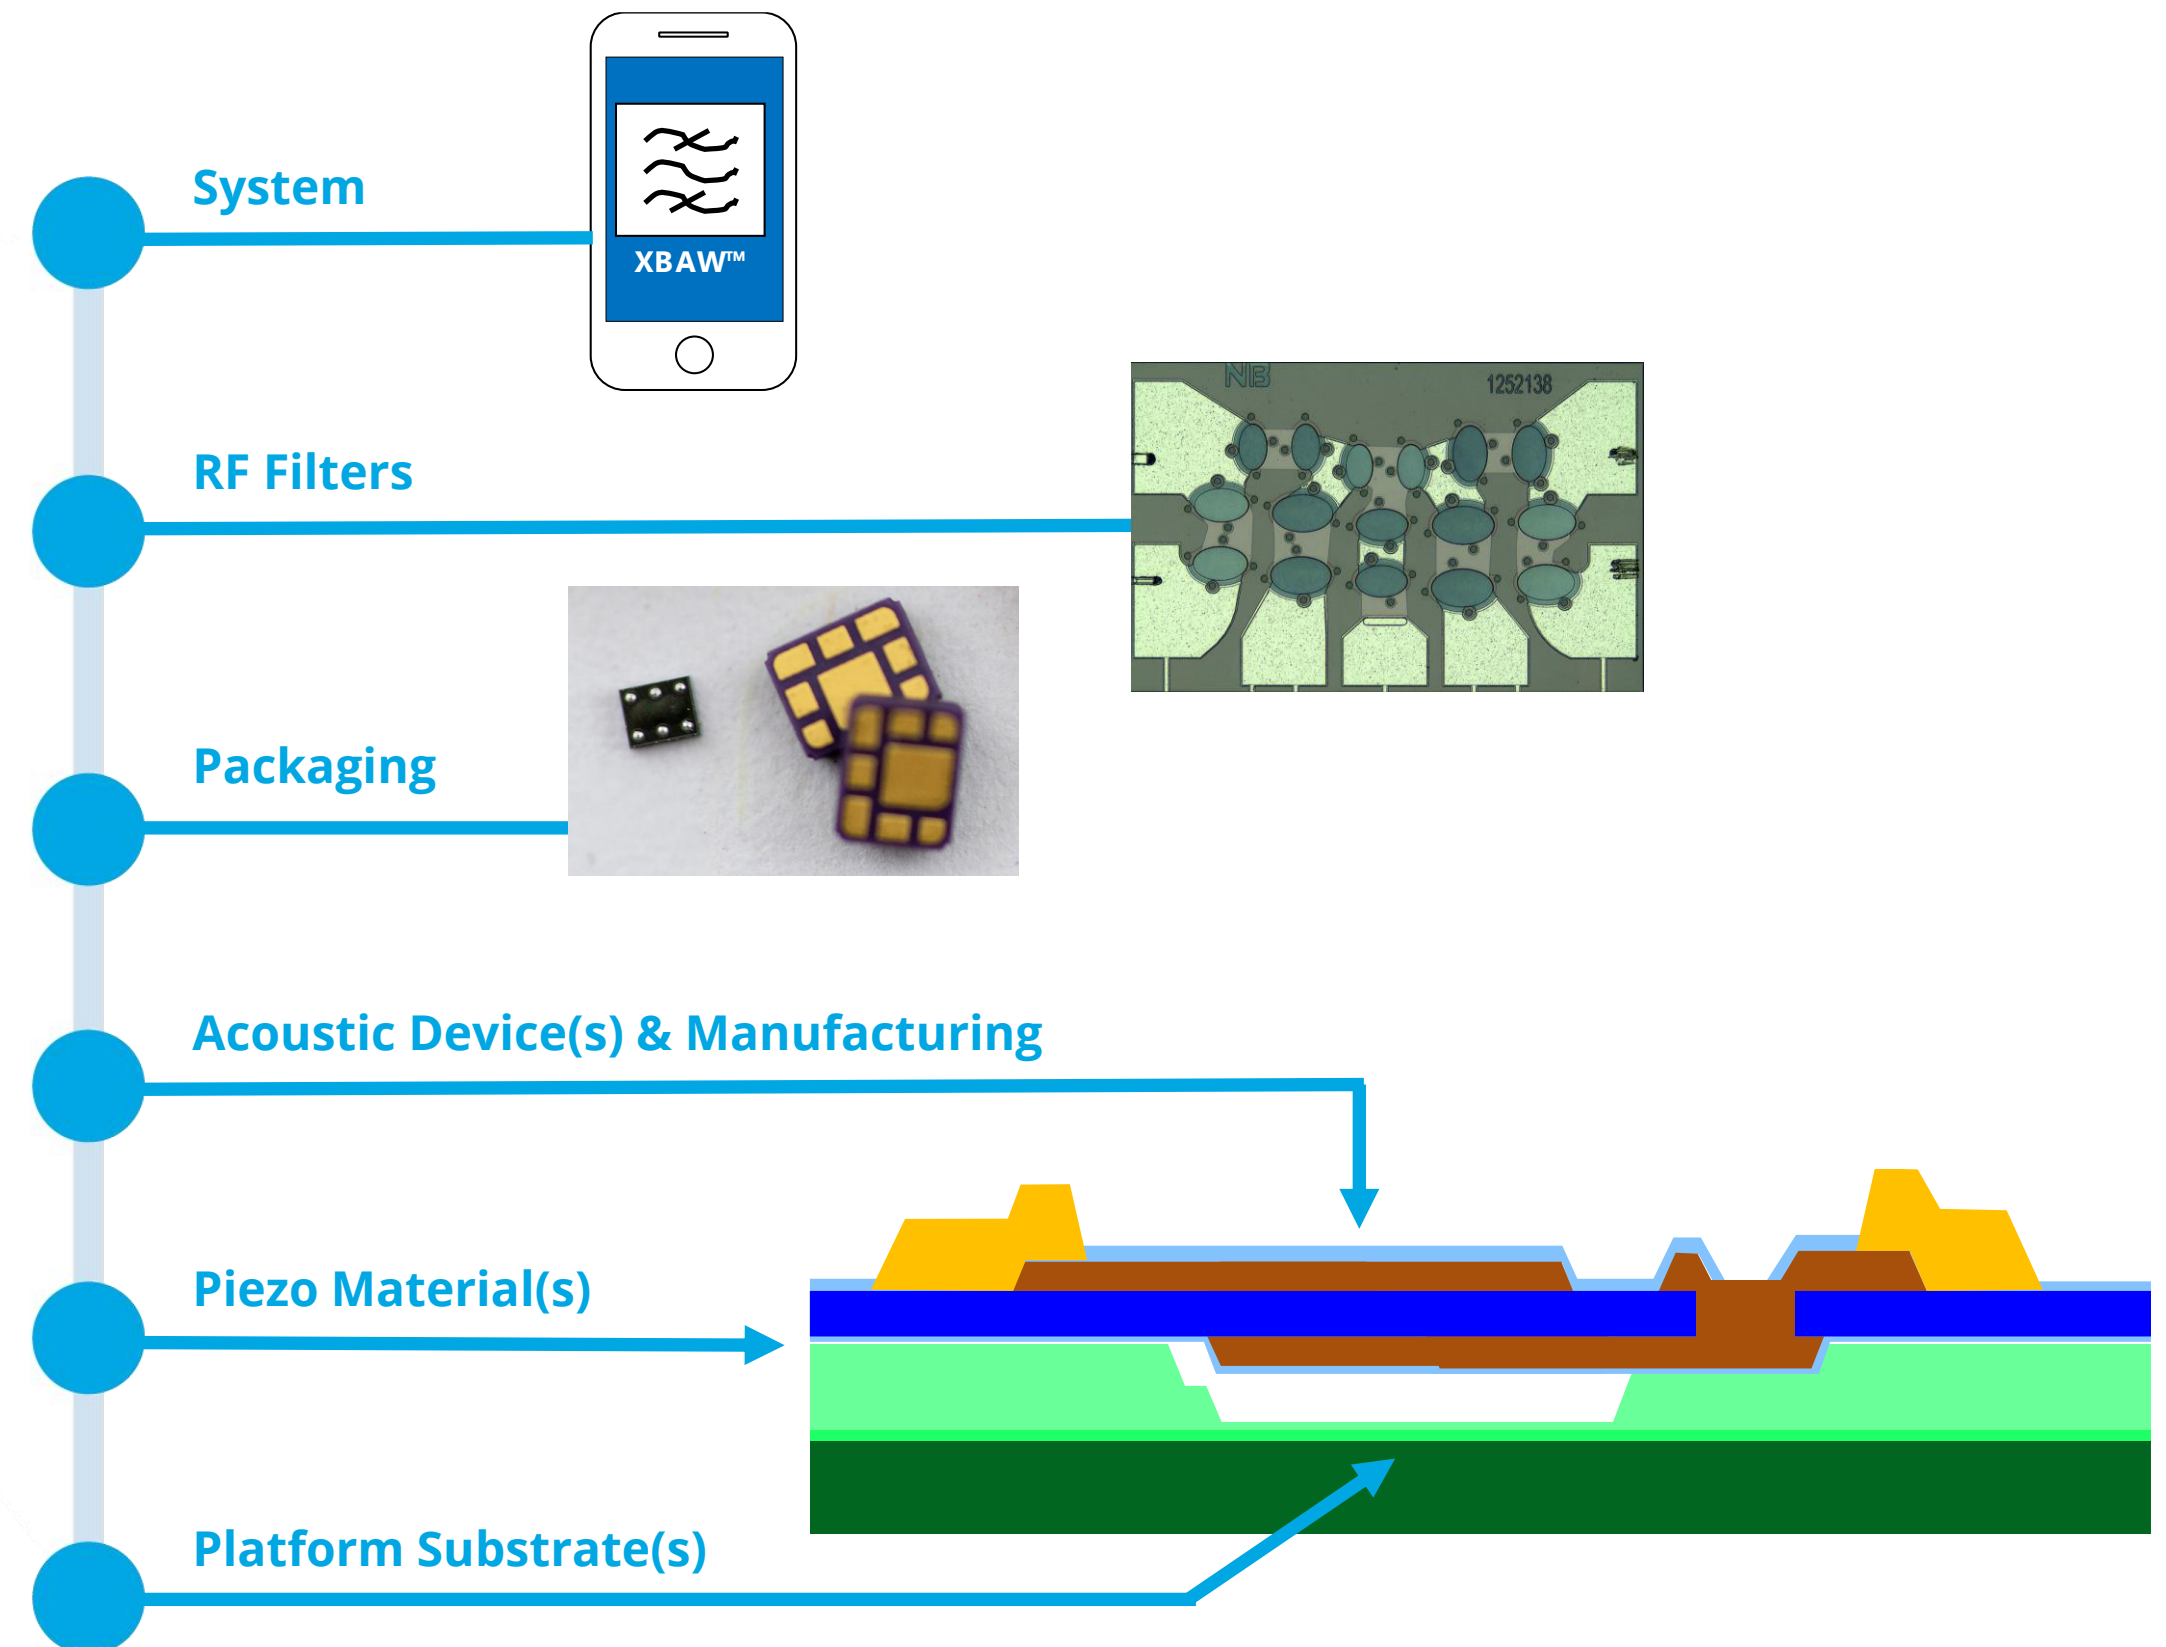 System
XBAW™
RF Filters
NB
1252138
Packaging
Acoustic Device(s) & Manufacturing
Piezo Material(s)
Platform Substrate(s)